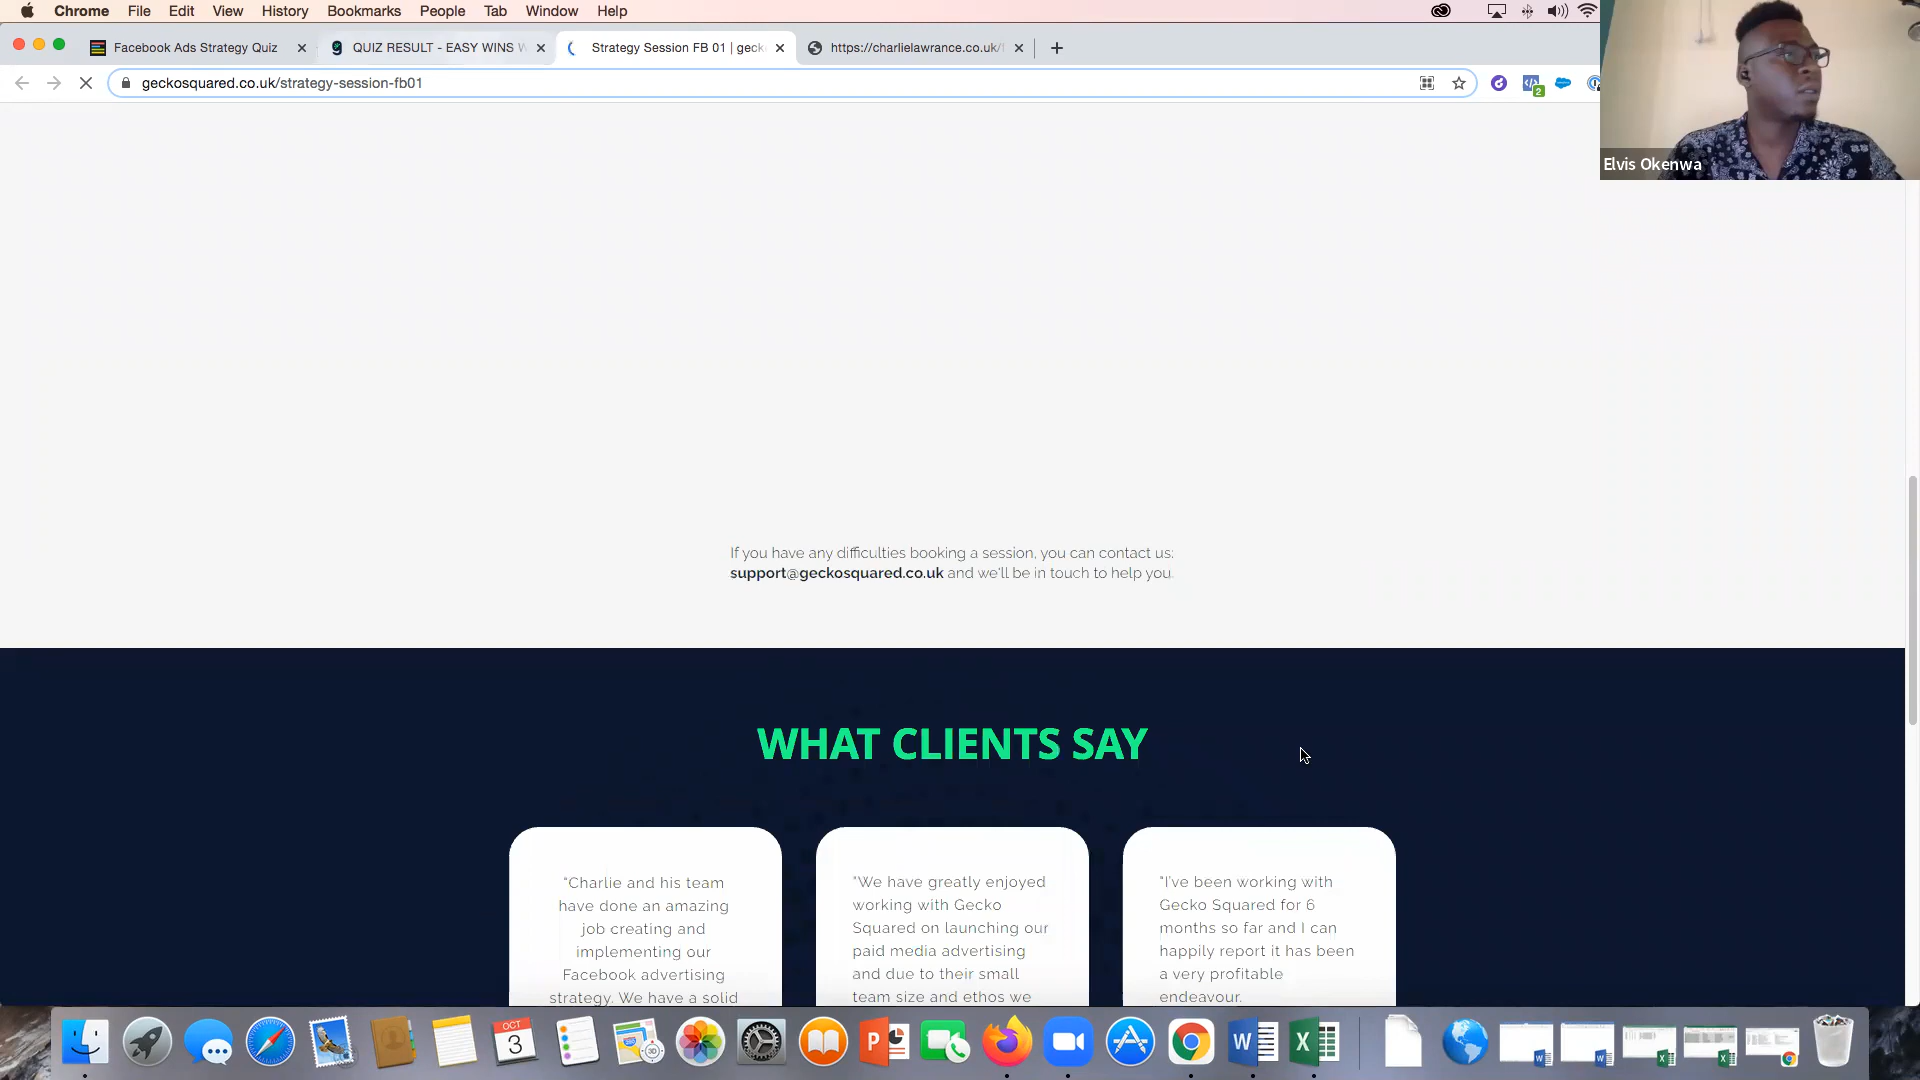 Chrome File Edit View History Bookmarks People Tab Window Help
Facebook Ads Strategy Quiz
QUIZ RESULT - EASY WINS
Strategy Session FB 01 | geck
https://charlielawrance.co.uk/
geckosquared.co.uk/strategy-session-fb01
2
Elvis Okenwa
If you have any difficulties booking a session, you can contact us:
support@geckosquared.co.uk and we'll be in touch to help you.
WHAT CLIENTS SAY
"Charlie and his team
have done an amazing
job creating and
implementing our
Facebook advertising
strategy. We have a solid
"We have greatly enjoyed
working with Gecko
Squared on launching our
paid media advertising
and due to their small
team size and ethos we
"I've been working with
Gecko Squared for 6
months so far and I can
happily report it has been
a very profitable
endeavour.
OCT
3